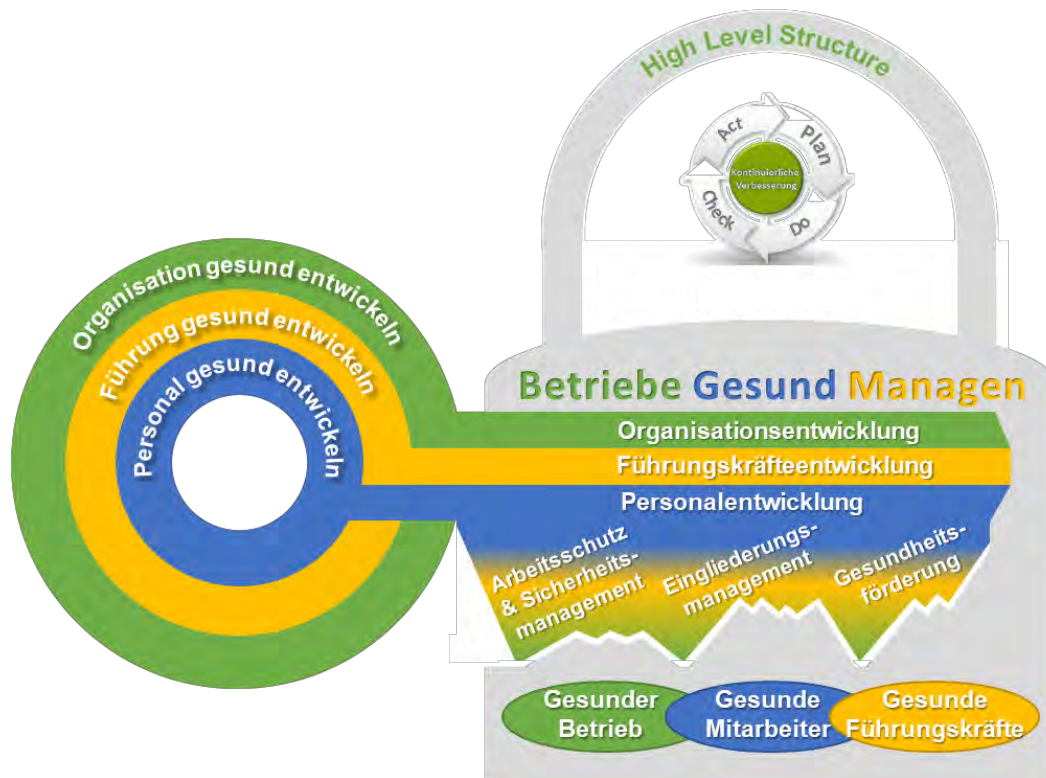 High Level Structure
Act
Plan
Kontinuierliche
Verbesserung
Check
Do
Organisation gesund entwickeln
Führung gesund entwickeln
Personal gesund entwickeln
Betriebe Gesund Managen
Organisationsentwicklung
Führungskräfteentwicklung
Personalentwicklung
Arbeitsschutz
& Sicherheits-
management
Eingliederungs-
management
Gesundheits-
förderung
Gesunder
Betrieb
Gesunde
Mitarbeiter
Gesunde
Führungskräfte